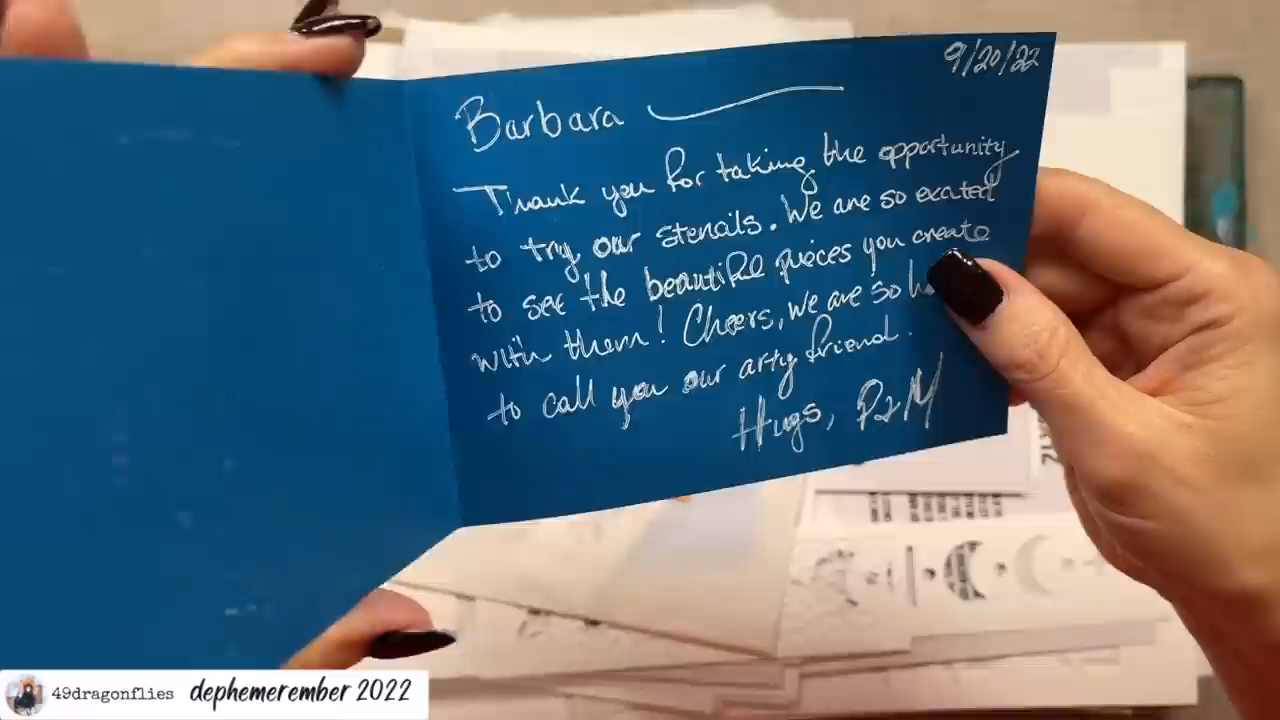 9/20/22
Barbara
Thank you for taking the opportunity
to try our stencils. We are so excited
to see the beautiful pieces you create
with them! Cheers, we are so
to call you our arty friend.
Hugs, P & M
49dragonflies dephemerember 2022